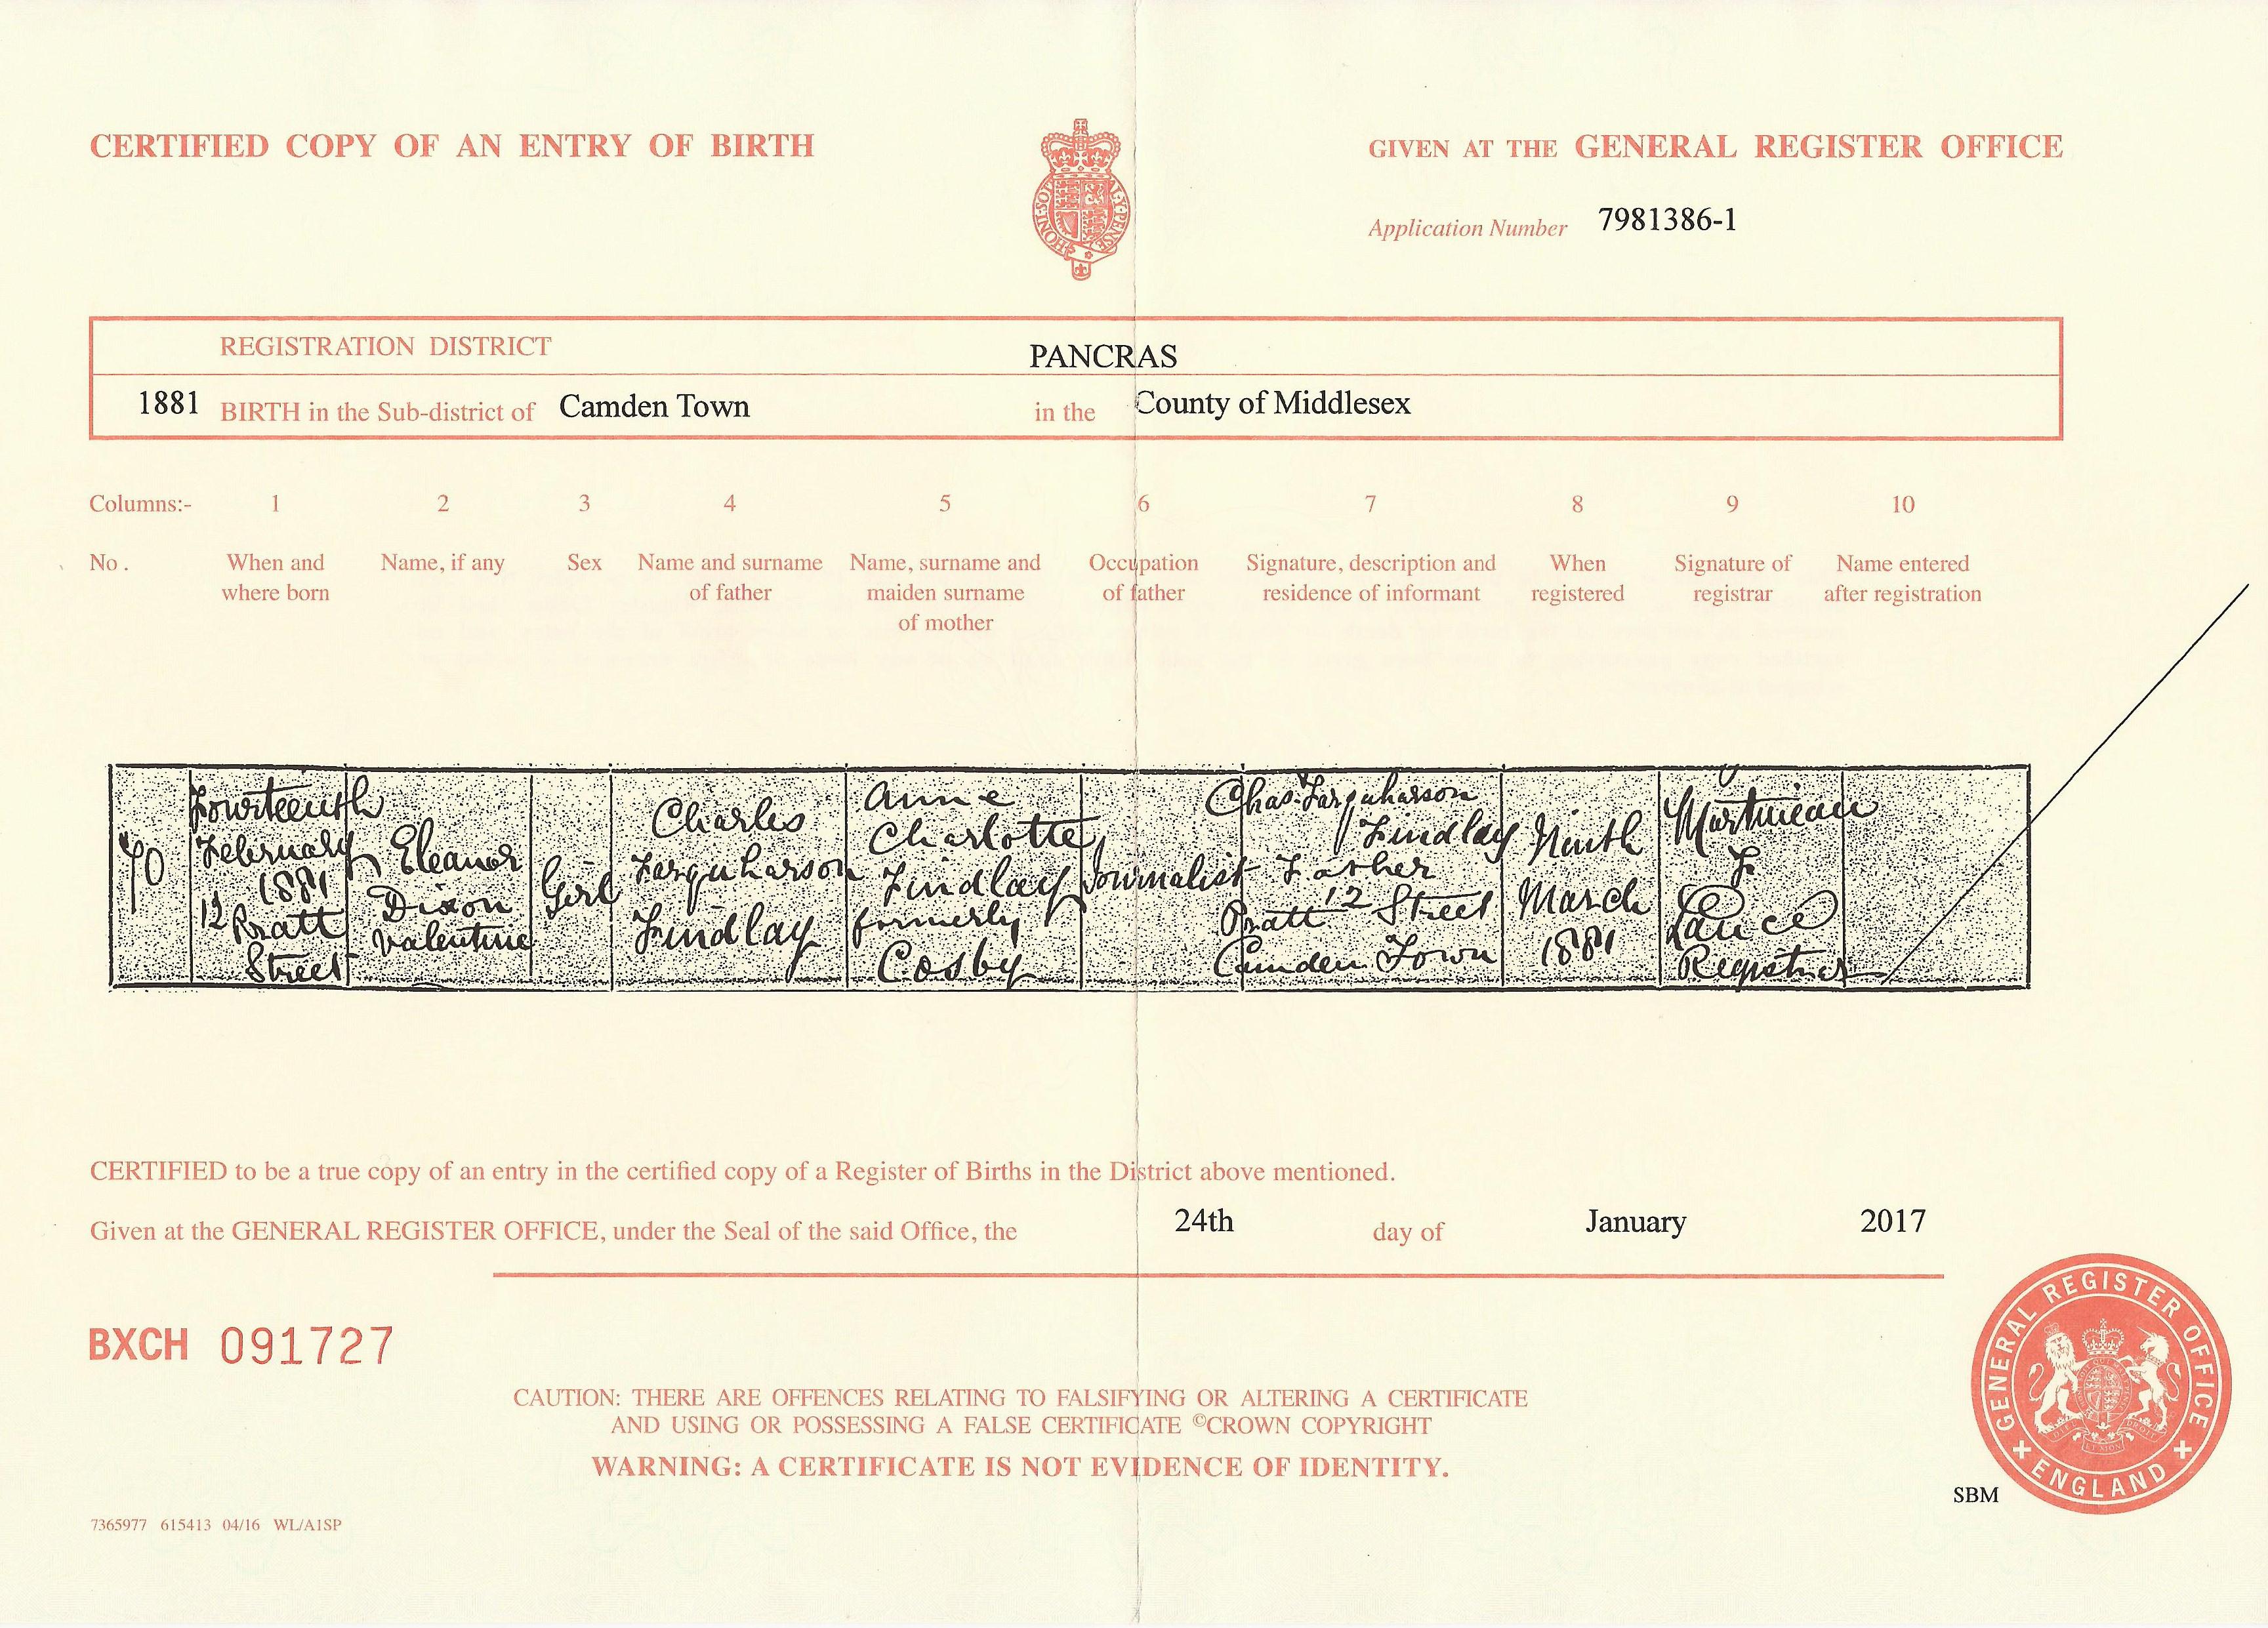 CERTIFIED COPY OF AN ENTRY OF BIRTH
GIVEN AT THE GENERAL REGISTER OFFICE
HONI·SOIT
Y·PENSE
Application Number 7981386-1
REGISTRATION DISTRICT PANCRAS
1881 BIRTH in the Sub-district of Camden Town in the County of Middlesex
Columns:- 1 2 3 4 5 6 7 8 9 10
No. When and where born
Name, if any
Sex
Name and surname of father
Name, surname and maiden surname of mother
Occupation of father
Signature, description and residence of informant
When registered
Signature of registrar
Name entered after registration
70
Fourteenth
February
1881
12 Pratt
Street
Eleanor
Dixon
Valentine
Girl
Charles
Farquharson
Findlay
Anne
Charlotte
Findlay
formerly
Cosby
Journalist
Chas. Farquharson
Findlay
Father
12 Street
Pratt
Camden Town
Ninth
March
1881
Martineau
F
Lance
Registrar
CERTIFIED to be a true copy of an entry in the certified copy of a Register of Births in the District above mentioned.
Given at the GENERAL REGISTER OFFICE, under the Seal of the said Office, the 24th day of January 2017
BXCH 091727
CAUTION: THERE ARE OFFENCES RELATING TO FALSIFYING OR ALTERING A CERTIFICATE
AND USING OR POSSESSING A FALSE CERTIFICATE ©CROWN COPYRIGHT
WARNING: A CERTIFICATE IS NOT EVIDENCE OF IDENTITY.
GENERAL REGISTER OFFICE
ENGLAND
SBM
7365977 615413 04/16 WL/A1SP